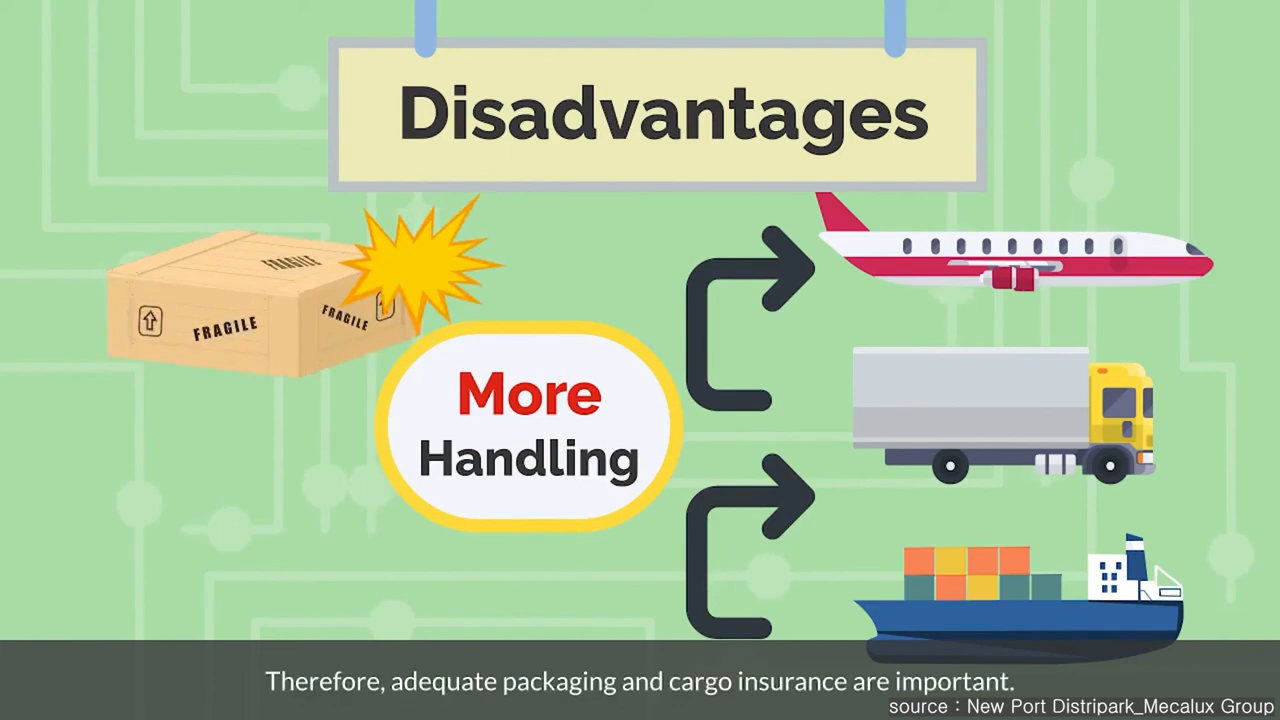 Disadvantages
FRAGILE
FRAGILE
FRAGILE
More
Handling
Therefore, adequate packaging and cargo insurance are important.
source : New Port Distripark_Mecalux Group